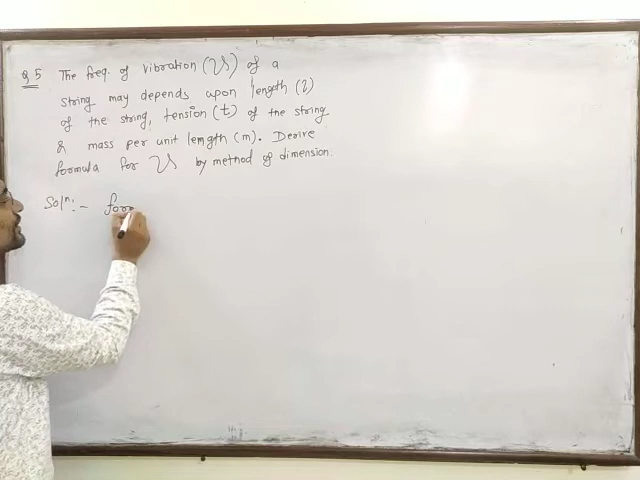 Q 5 The freq. of vibration (ν) of a
string may depends upon length (l)
of the string, tension (t) of the string
& mass per unit length (m). Derive
formula for ν by method of dimension.
Solⁿ:- for